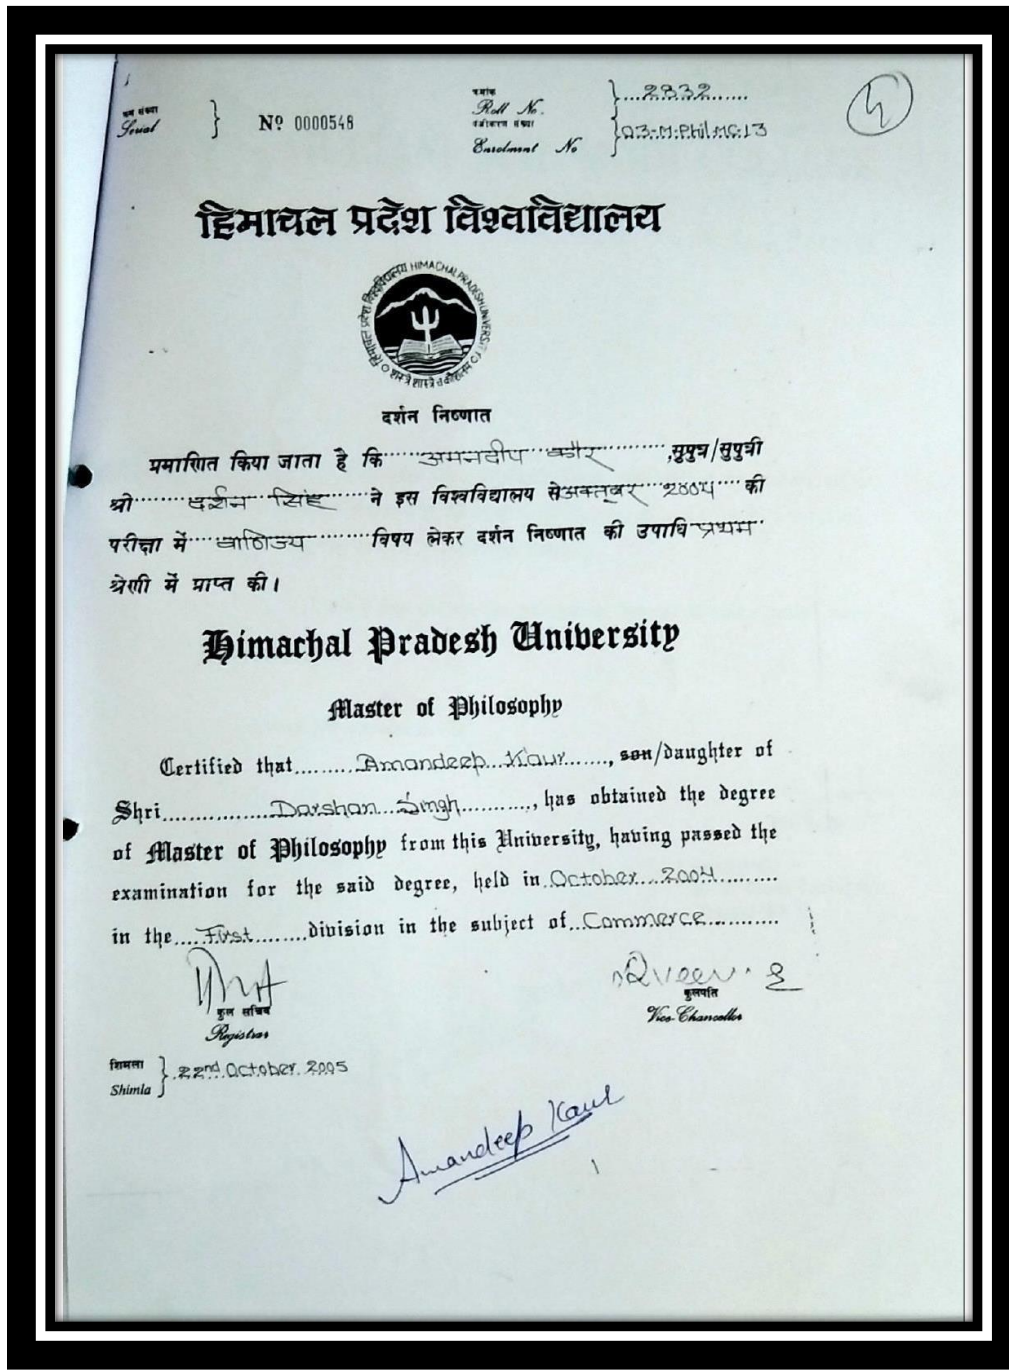 क्रम संख्या
Serial
Nº 0000548
क्रमांक
Roll No.
2832
पंजीकरण संख्या
Enrolment No
03-M.Phil.MC.13
हिमाचल प्रदेश विश्वविद्यालय
हिमाचल प्रदेश विश्वविद्यालय HIMACHAL PRADESH UNIVERSITY
दर्शन निष्णात
प्रमाणित किया जाता है कि अमनदीप कौर ,सुपुत्र/सुपुत्री
श्री दर्शन सिंह ने इस विश्वविद्यालय से अक्तूबर २००४ की
परीक्षा में वाणिज्य विषय लेकर दर्शन निष्णात की उपाधि प्रथम
श्रेणी में प्राप्त की।
Himachal Pradesh University
Master of Philosophy
Certified that Amandeep Kaur, son/daughter of
Shri Darshan Singh, has obtained the degree
of Master of Philosophy from this University, having passed the
examination for the said degree, held in October 2004
in the First division in the subject of Commerce
कुल सचिव
Registrar
कुलपति
Vice-Chancellor
शिमला
Shimla
22nd October 2005
Amandeep Kaur